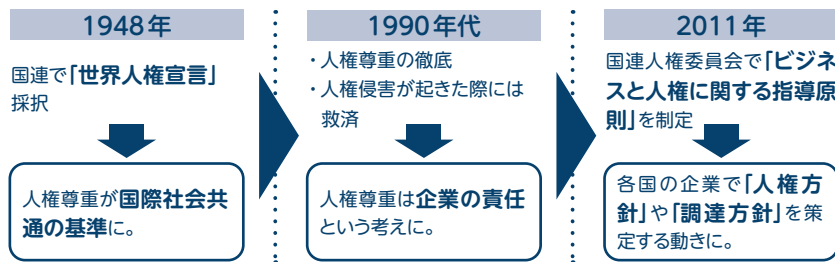 1948年
国連で「世界人権宣言」
採択
人権尊重が国際社会共
通の基準に。
1990年代
・人権尊重の徹底
・人権侵害が起きた際には
救済
人権尊重は企業の責任
という考えに。
2011年
国連人権委員会で「ビジネ
スと人権に関する指導原
則」を制定
各国の企業で「人権方
針」や「調達方針」を策
定する動きに。